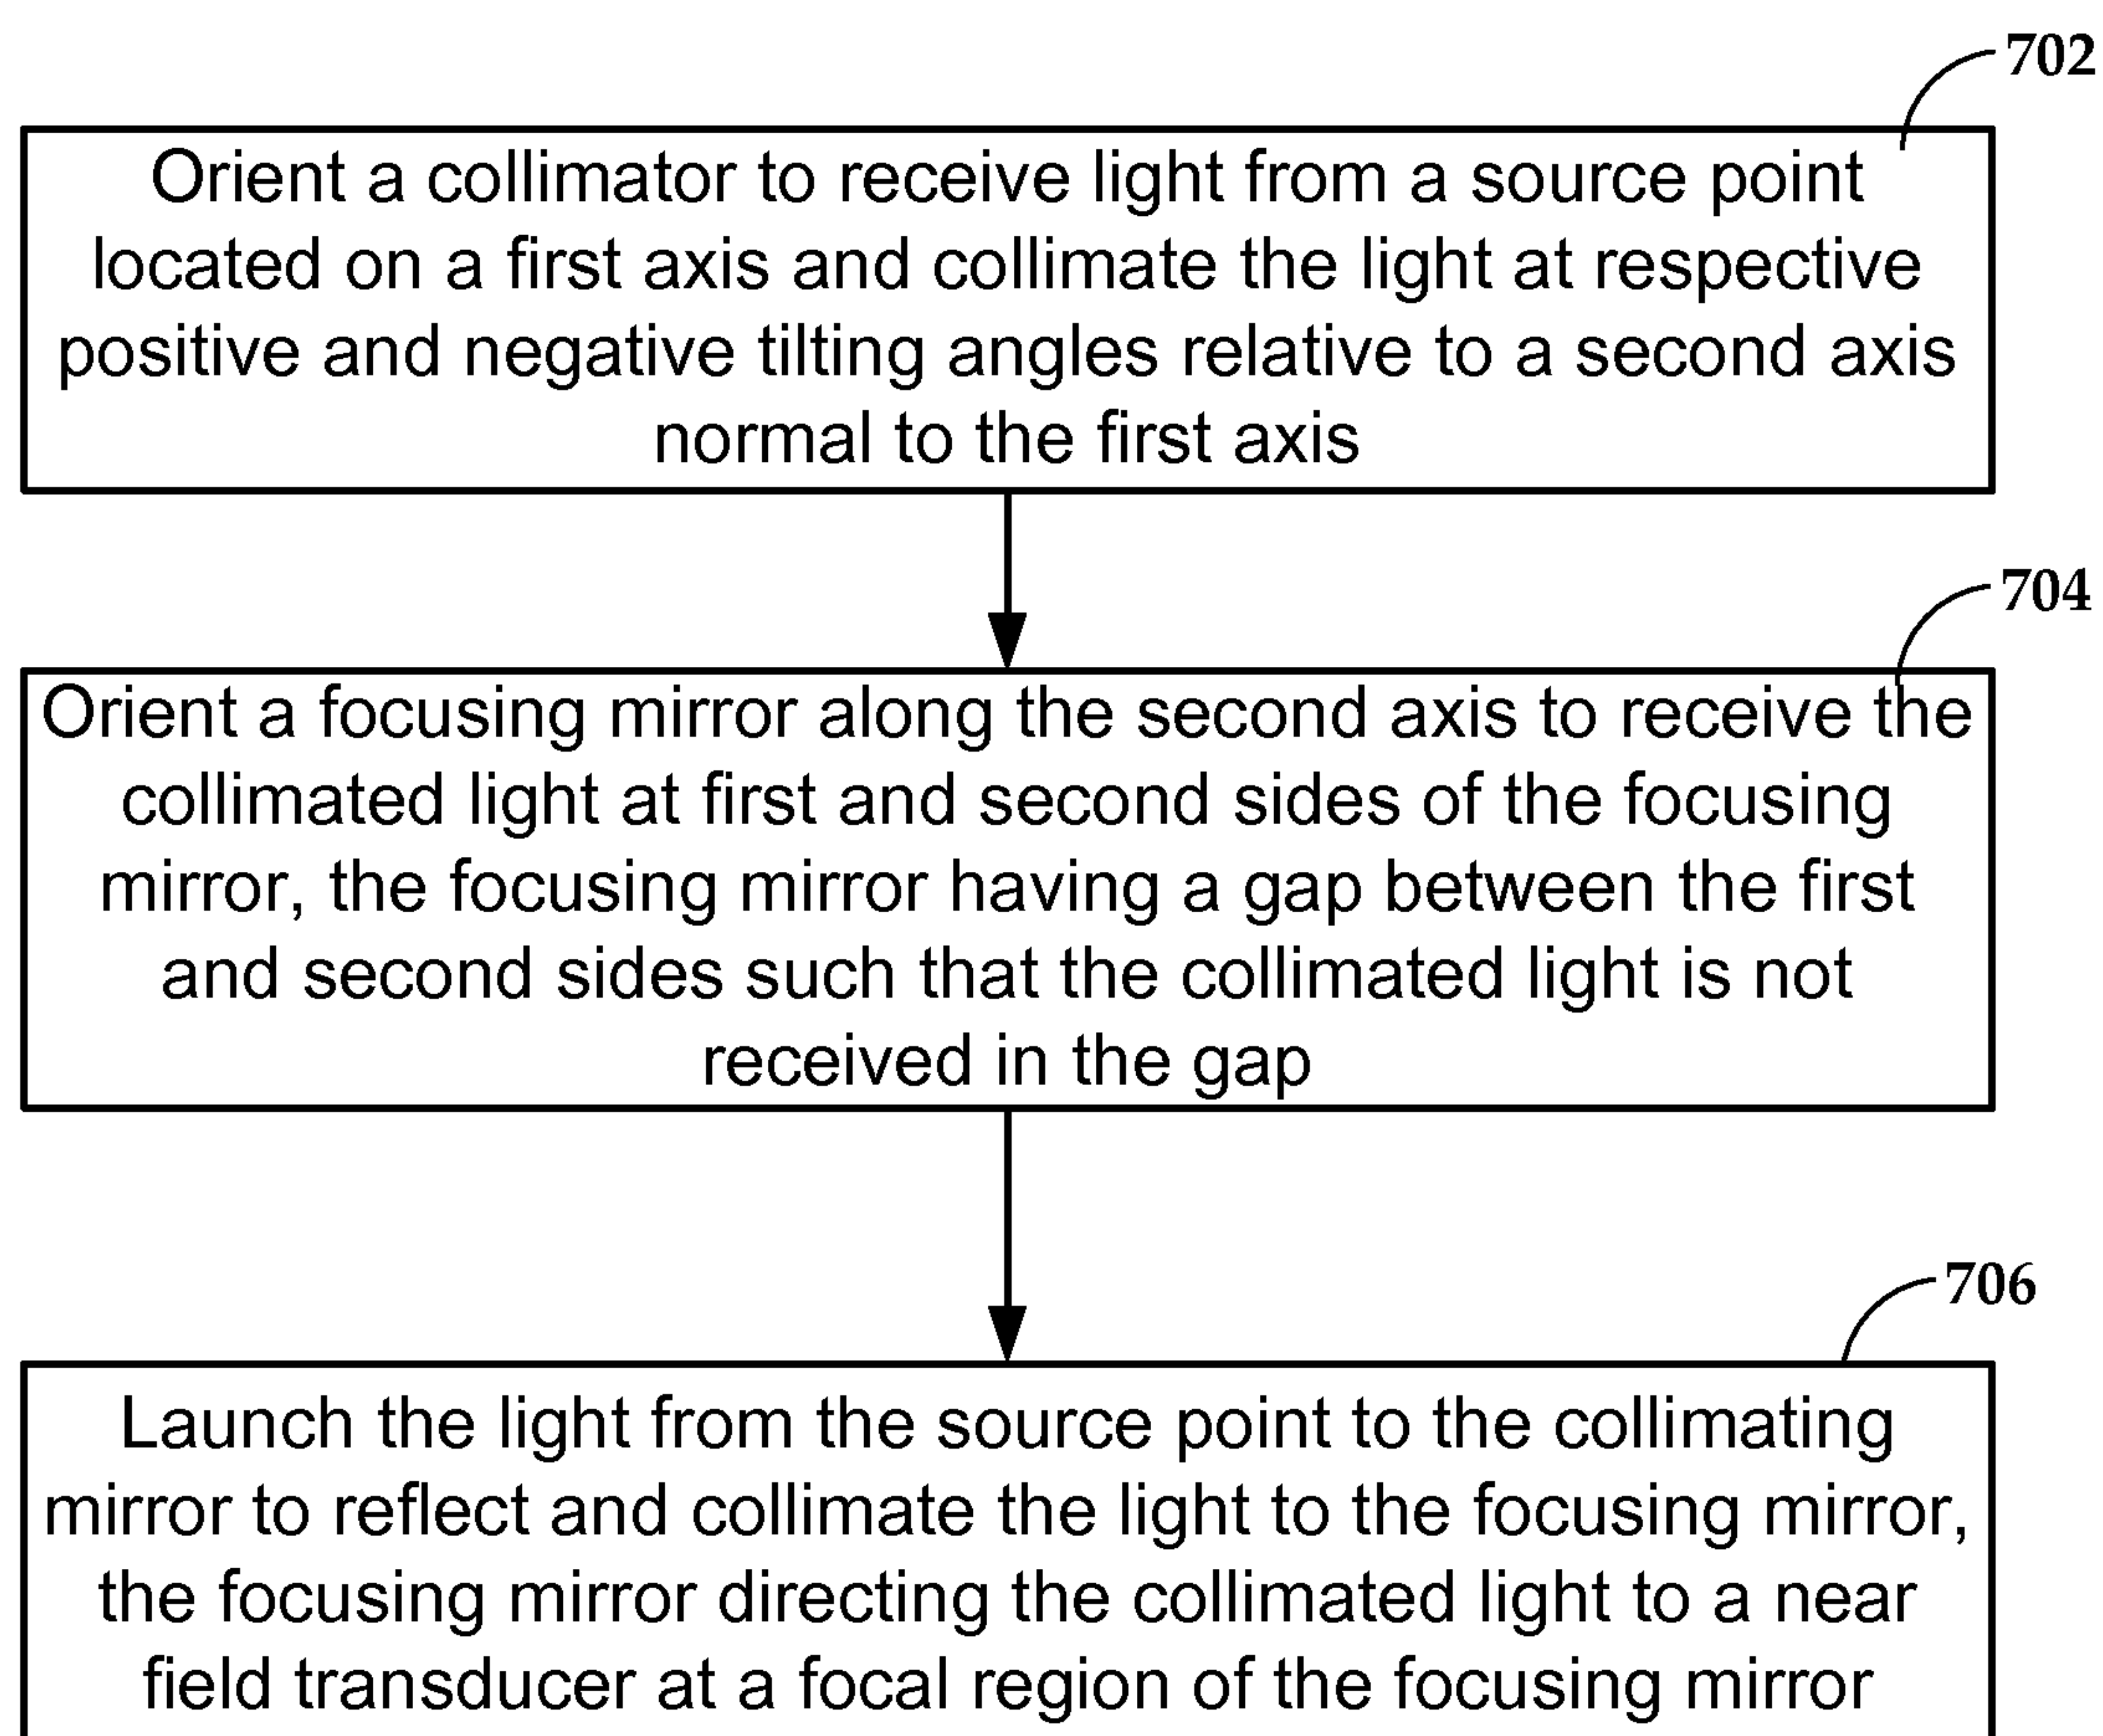 702
Orient a collimator to receive light from a source point
located on a first axis and collimate the light at respective
positive and negative tilting angles relative to a second axis
normal to the first axis
704
Orient a focusing mirror along the second axis to receive the
collimated light at first and second sides of the focusing
mirror, the focusing mirror having a gap between the first
and second sides such that the collimated light is not
received in the gap
706
Launch the light from the source point to the collimating
mirror to reflect and collimate the light to the focusing mirror,
the focusing mirror directing the collimated light to a near
field transducer at a focal region of the focusing mirror